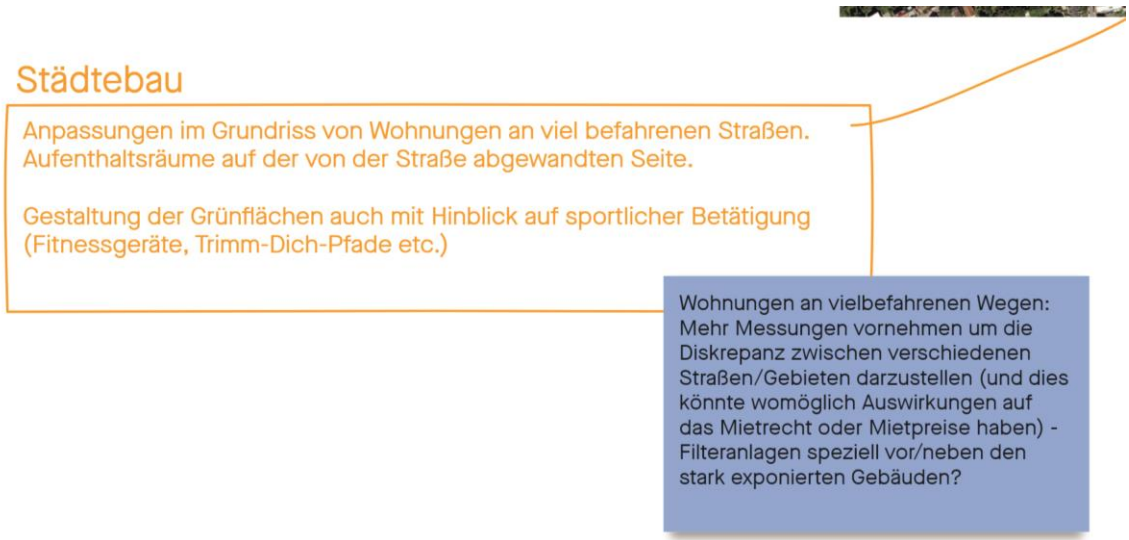 Städtebau
Anpassungen im Grundriss von Wohnungen an viel befahrenen Straßen.
Aufenthaltsräume auf der von der Straße abgewandten Seite.
Gestaltung der Grünflächen auch mit Hinblick auf sportlicher Betätigung
(Fitnessgeräte, Trimm-Dich-Pfade etc.)
Wohnungen an vielbefahrenen Wegen:
Mehr Messungen vornehmen um die
Diskrepanz zwischen verschiedenen
Straßen/Gebieten darzustellen (und dies
könnte womöglich Auswirkungen auf
das Mietrecht oder Mietpreise haben) -
Filteranlagen speziell vor/neben den
stark exponierten Gebäuden?